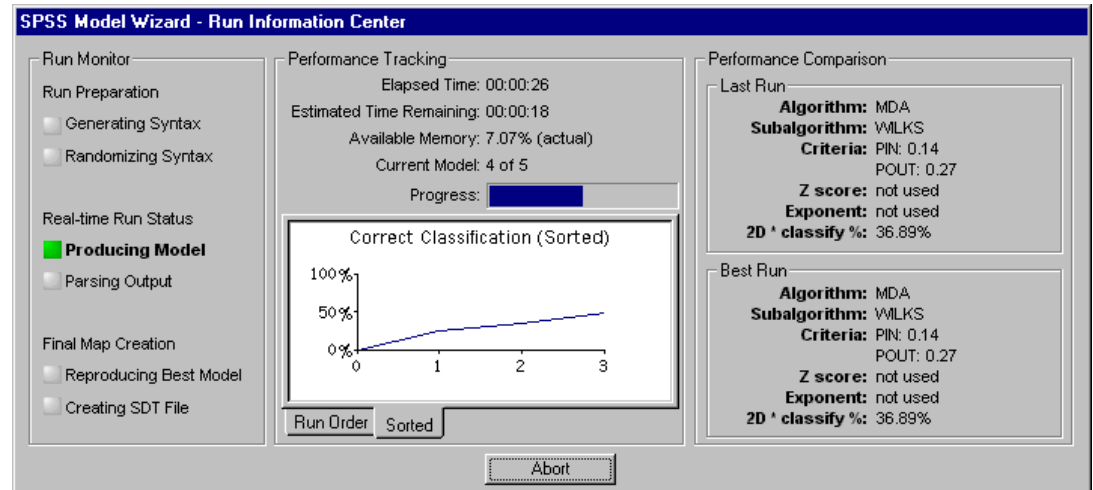 SPSS Model Wizard - Run Information Center
Run Monitor
Run Preparation
Generating Syntax
Randomizing Syntax
Real-time Run Status
Producing Model
Parsing Output
Final Map Creation
Reproducing Best Model
Creating SDT File
Performance Tracking
Elapsed Time: 00:00:26
Estimated Time Remaining: 00:00:18
Available Memory: 7.07% (actual)
Current Model: 4 of 5
Progress:
Correct Classification (Sorted)
100%
50%
0%
0 1 2 3
Run Order Sorted
Performance Comparison
Last Run
Algorithm: MDA
Subalgorithm: WILKS
Criteria: PIN: 0.14
POUT: 0.27
Z score: not used
Exponent: not used
2D * classify %: 36.89%
Best Run
Algorithm: MDA
Subalgorithm: WILKS
Criteria: PIN: 0.14
POUT: 0.27
Z score: not used
Exponent: not used
2D * classify %: 36.89%
Abort